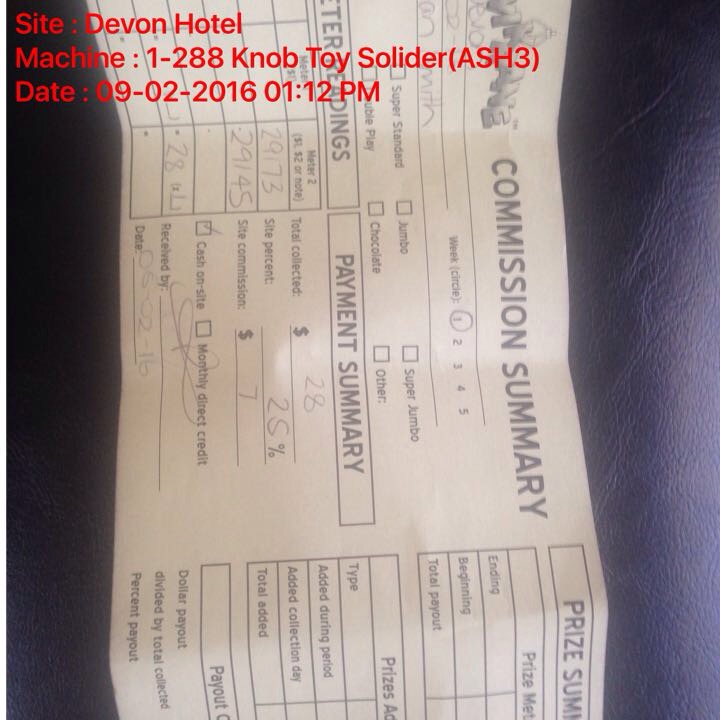 Site : Devon Hotel
Machine : 1-288 Knob Toy Solider(ASH3)
Date : 09-02-2016 01:12 PM
COMMISSION SUMMARY
Week (circle): 1 2 3 4 5
Super Standard Jumbo Super Jumbo
Double Play Chocolate Other:
METER READINGS
Meter 2
($1, $2 or note)
29173
29145
28
PAYMENT SUMMARY
Total collected: $ 28
Site percent: 25%
Site commission: $ 7
Cash on-site Monthly direct credit
Received by:
Date:
PRIZE SUMM
Prize Met
Ending
Beginning
Total payout
Prizes Ad
Type
Added during period
Added collection day
Total added
Payout C
Dollar payout
divided by total collected
Percent payout